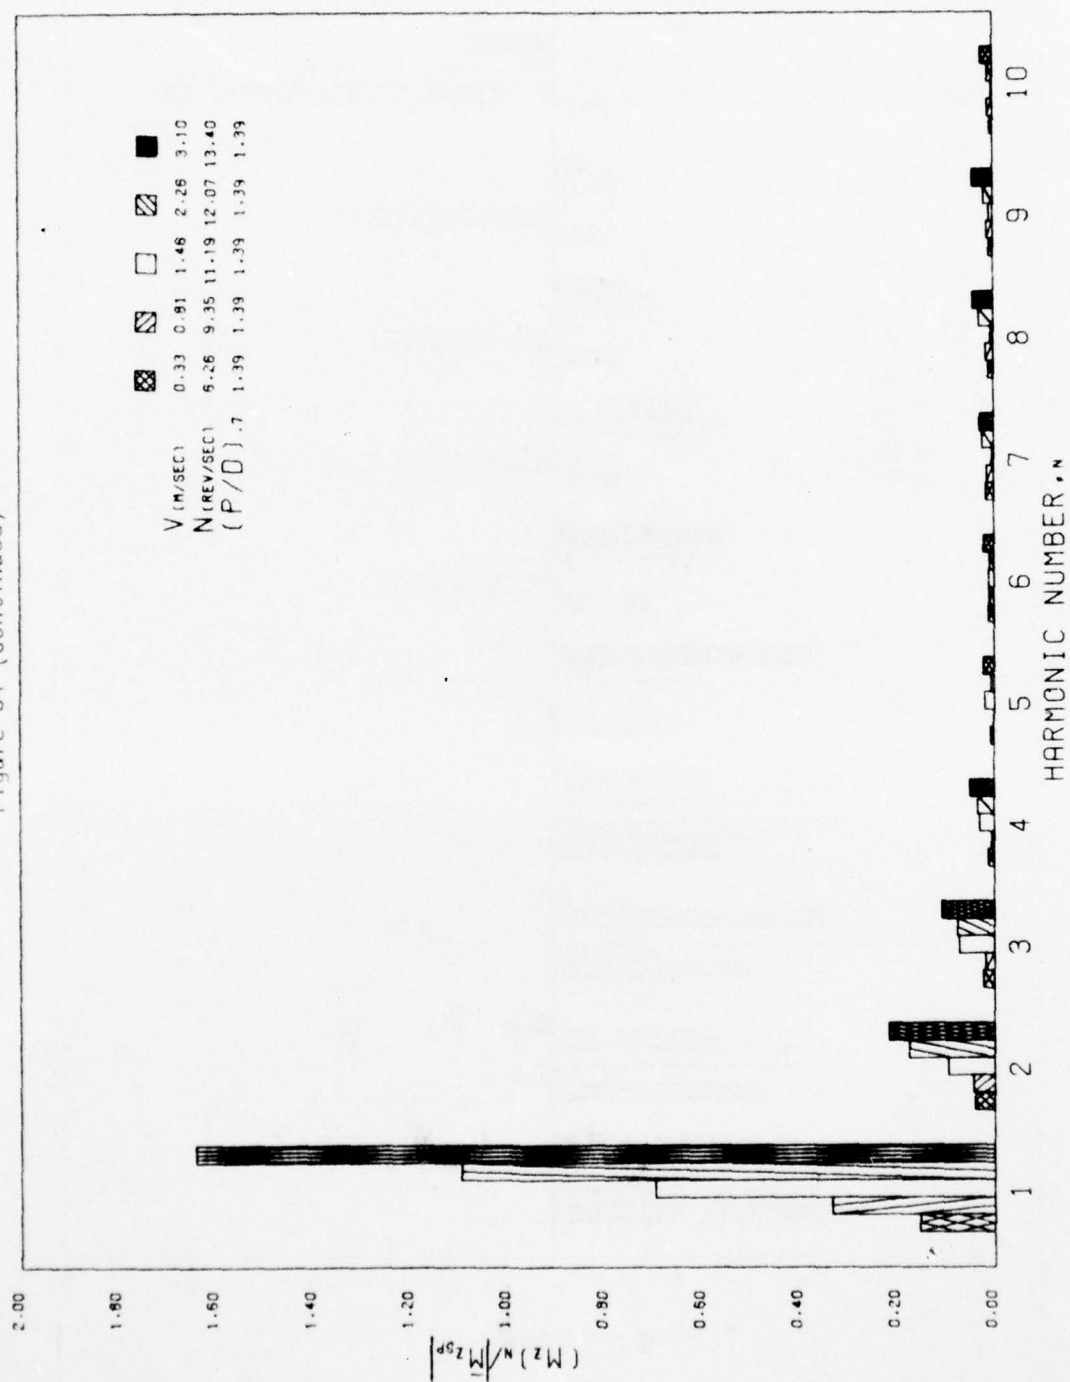 Figure 31 (Continued)
V (M/SEC) 0.33 0.81 1.46 2.26 3.10
N (REV/SEC) 6.26 9.35 11.19 12.07 13.40
(P/D).7 1.39 1.39 1.39 1.39 1.39
2.00
1.80
1.60
1.40
1.20
1.00
0.80
0.60
0.40
0.20
0.00
(Mz)N/|M̄zSP|
1 2 3 4 5 6 7 8 9 10
HARMONIC NUMBER,N